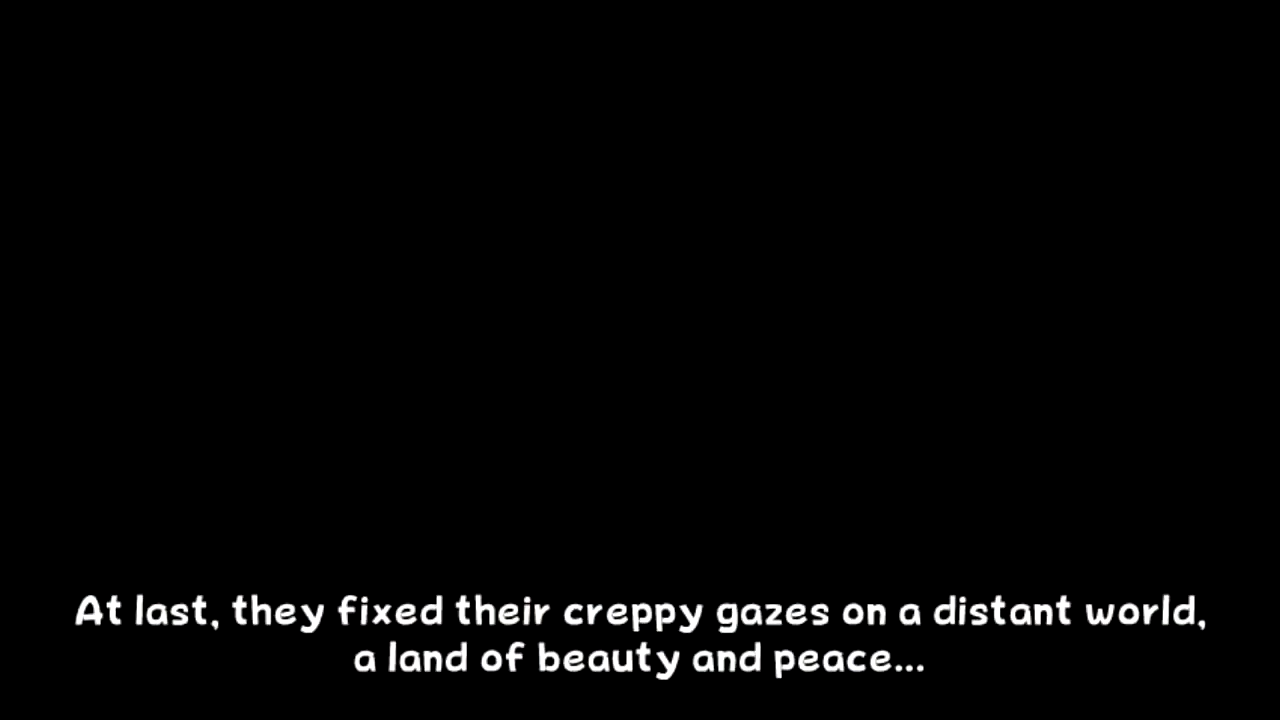 At last, they fixed their creppy gazes on a distant world,
a land of beauty and peace...